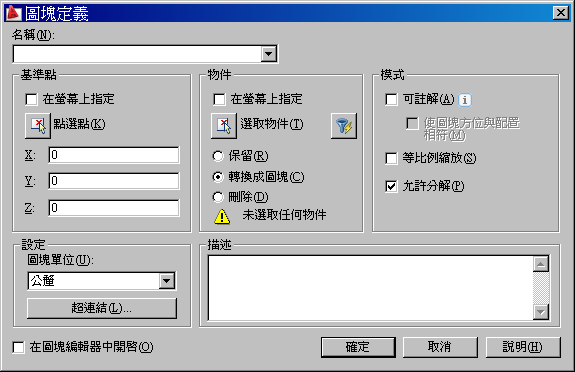 圖塊定義
名稱(N):
基準點
在螢幕上指定
點選點(K)
X: 0
Y: 0
Z: 0
物件
在螢幕上指定
選取物件(T)
保留(R)
轉換成圖塊(C)
刪除(D)
未選取任何物件
模式
可註解(A)
使圖塊方位與配置
相符(M)
等比例縮放(S)
允許分解(P)
設定
圖塊單位(U):
公釐
超連結(L)...
描述
在圖塊編輯器中開啓(O)
確定
取消
說明(H)